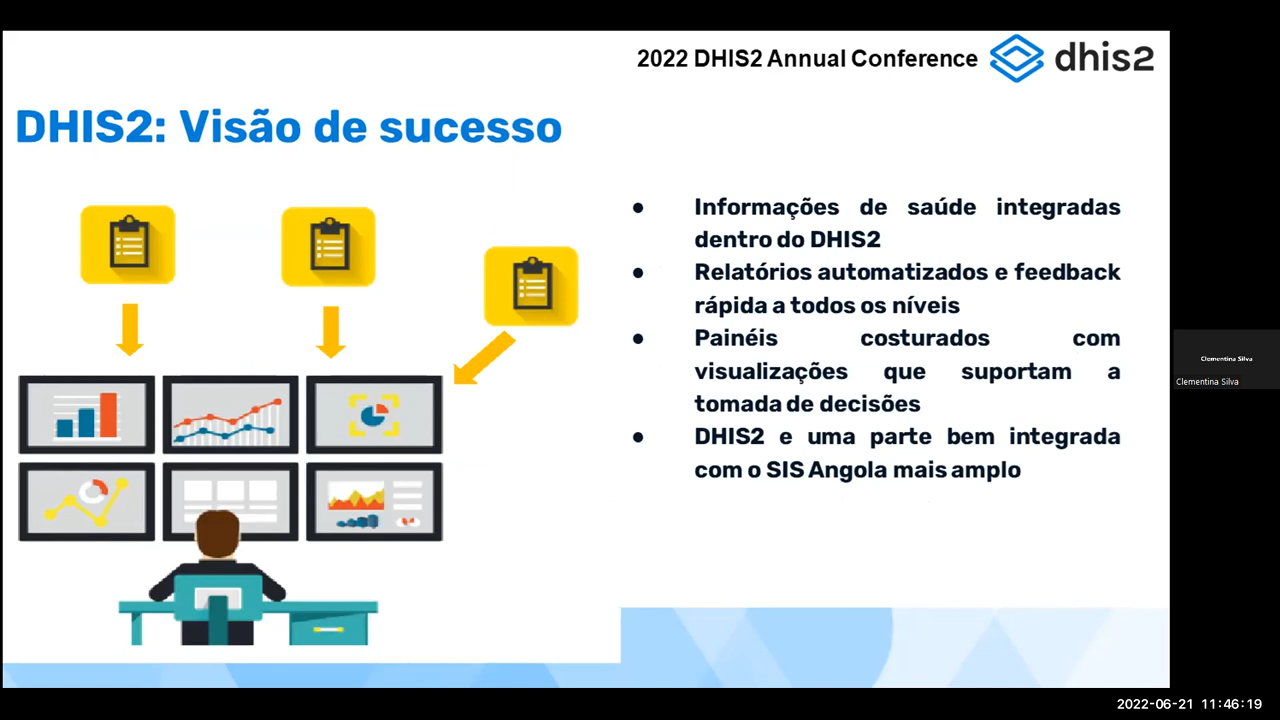 2022 DHIS2 Annual Conference
dhis2
DHIS2: Visão de sucesso
● Informações de saúde integradas
dentro do DHIS2
● Relatórios automatizados e feedback
rápida a todos os níveis
● Painéis costurados com
visualizações que suportam a
tomada de decisões
● DHIS2 e uma parte bem integrada
com o SIS Angola mais amplo
Clementina Silva
Clementina Silva
2022-06-21 11:46:19